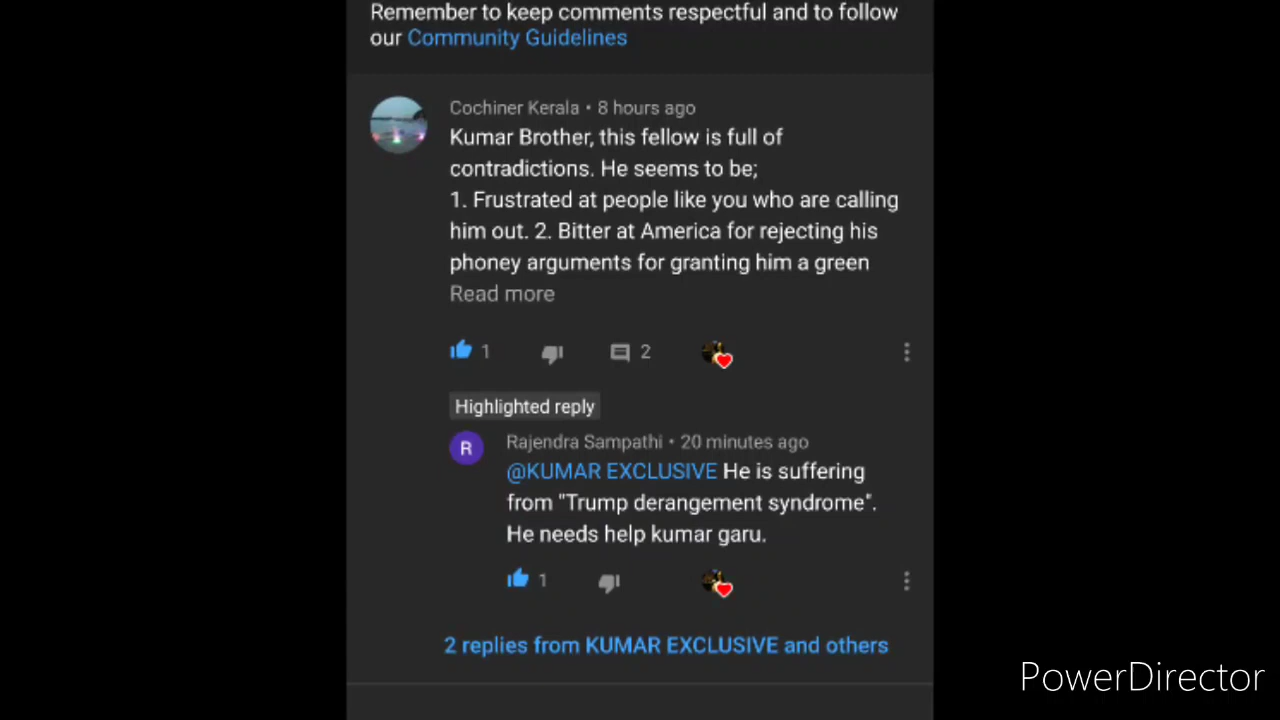 Remember to keep comments respectful and to follow
our Community Guidelines
Cochiner Kerala • 8 hours ago
Kumar Brother, this fellow is full of
contradictions. He seems to be;
1. Frustrated at people like you who are calling
him out. 2. Bitter at America for rejecting his
phoney arguments for granting him a green
Read more
1 2
Highlighted reply
R
Rajendra Sampathi • 20 minutes ago
@KUMAR EXCLUSIVE He is suffering
from "Trump derangement syndrome".
He needs help kumar garu.
1
2 replies from KUMAR EXCLUSIVE and others
PowerDirector